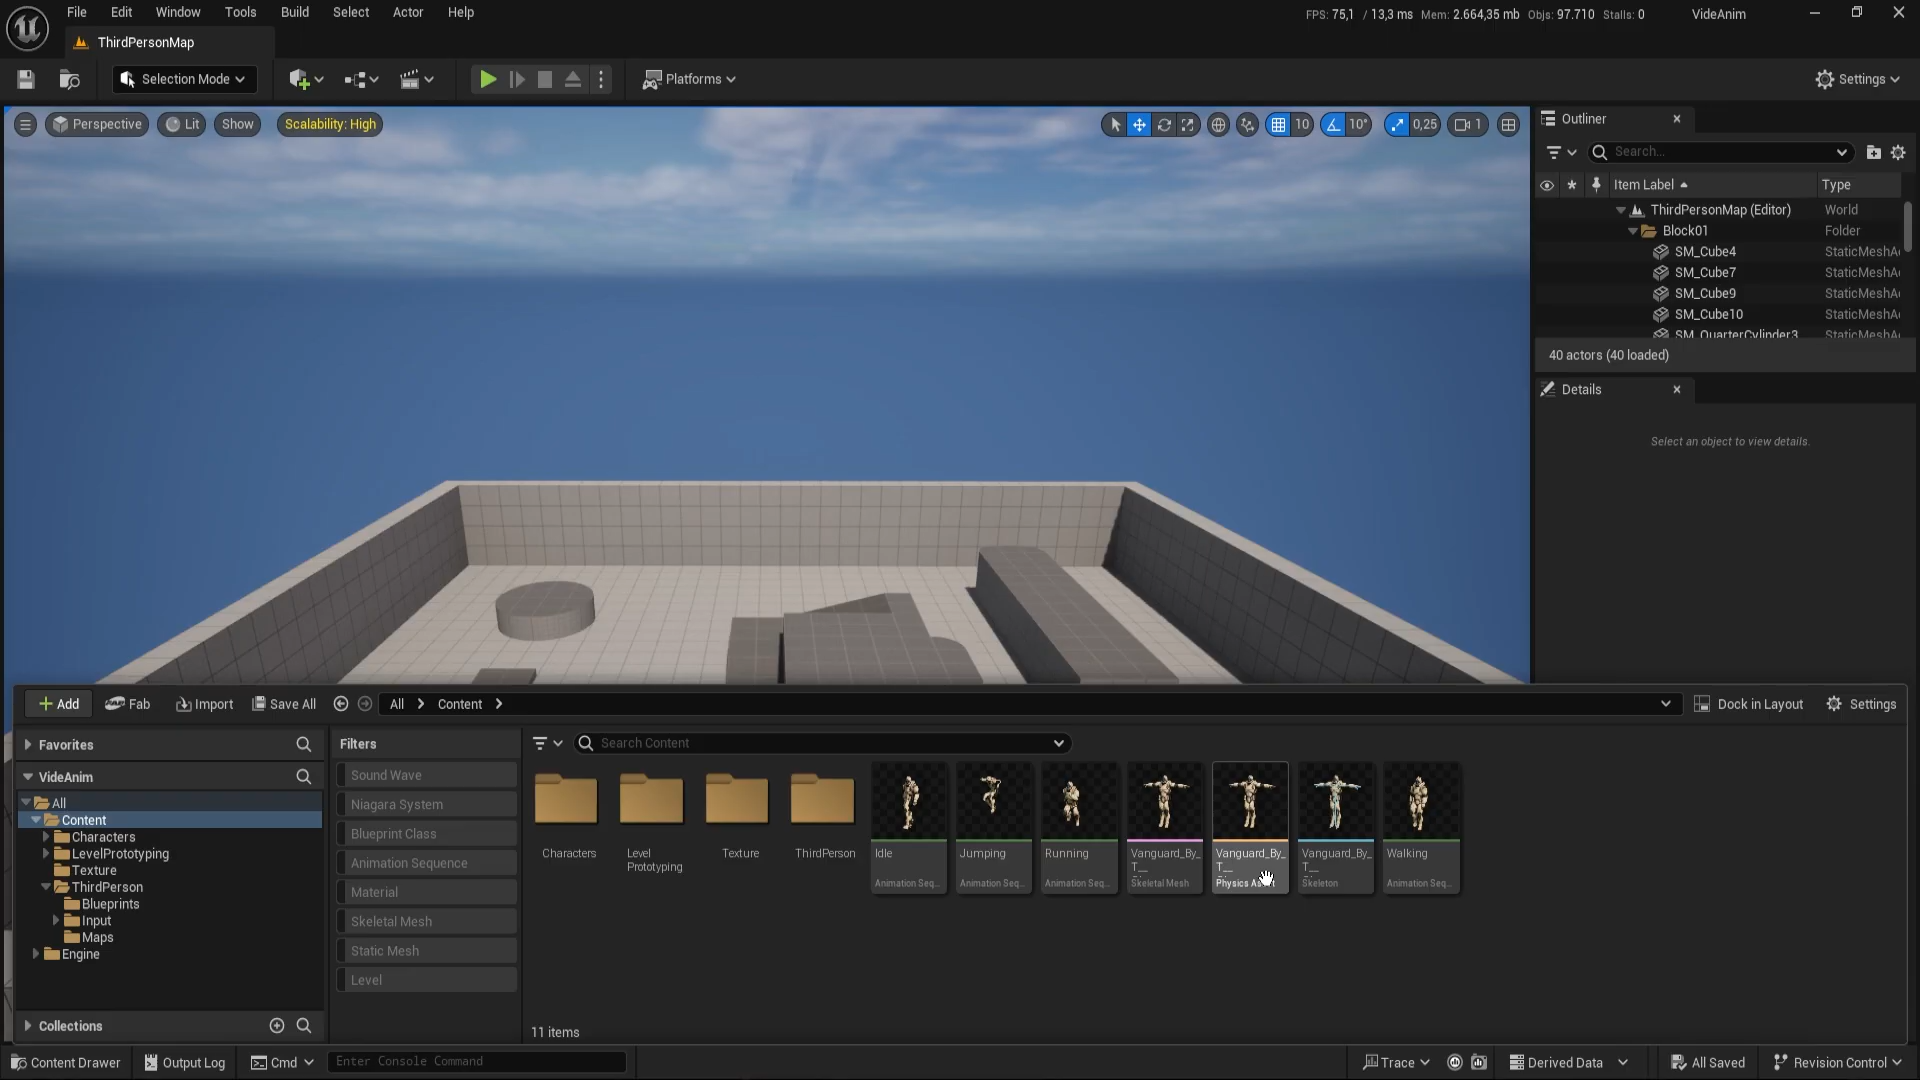 File Edit Window Tools Build Select Actor Help
FPS: 75,1 / 13,3 ms Mem: 2.664,35 mb Objs: 97.710 Stalls: 0 VideAnim
ThirdPersonMap
Selection Mode Platforms Settings
Perspective Lit Show Scalability: High 10 10° 0,25 1
Outliner
Search...
Item Label Type
ThirdPersonMap (Editor) World
Block01 Folder
SM_Cube4 StaticMeshA
SM_Cube7 StaticMeshA
SM_Cube9 StaticMeshA
SM_Cube10 StaticMeshA
SM_QuarterCylinder3 StaticMeshA
40 actors (40 loaded)
Details
Select an object to view details.
Add Fab Import Save All All Content Dock in Layout Settings
Favorites
VideAnim
All
Content
Characters
LevelPrototyping
Texture
ThirdPerson
Blueprints
Input
Maps
Engine
Collections
Filters
Sound Wave
Niagara System
Blueprint Class
Animation Sequence
Material
Skeletal Mesh
Static Mesh
Level
Search Content
Characters
Level
Prototyping
Texture
ThirdPerson
Idle
Animation Seq...
Jumping
Animation Seq...
Running
Animation Seq...
Vanguard_By_
T__
Skeletal Mesh
Vanguard_By_
T__
Physics
Vanguard_By_
T__
Skeleton
Walking
Animation Seq...
11 items
Content Drawer Output Log Cmd Enter Console Command Trace Derived Data All Saved Revision Control